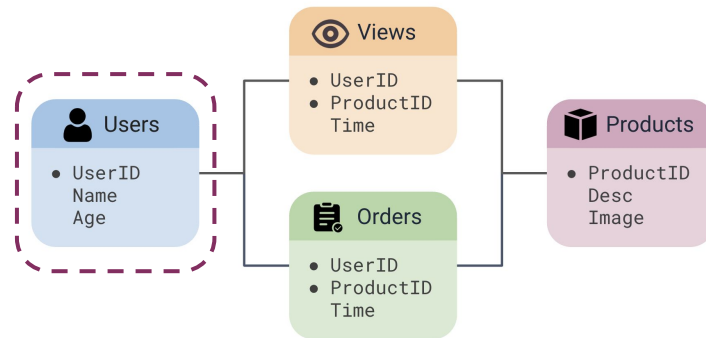 Users
• UserID
Name
Age
Views
• UserID
• ProductID
Time
Orders
• UserID
• ProductID
Time
Products
• ProductID
Desc
Image